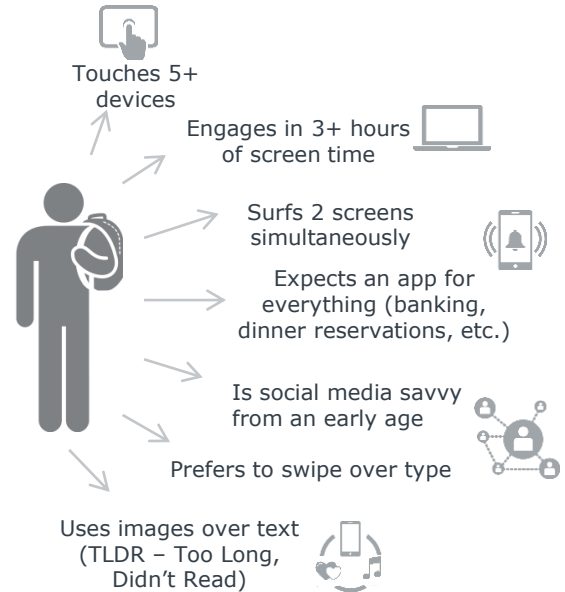 Touches 5+
devices
Engages in 3+ hours
of screen time
Surfs 2 screens
simultaneously
Expects an app for
everything (banking,
dinner reservations, etc.)
Is social media savvy
from an early age
Prefers to swipe over type
Uses images over text
(TLDR – Too Long,
Didn’t Read)